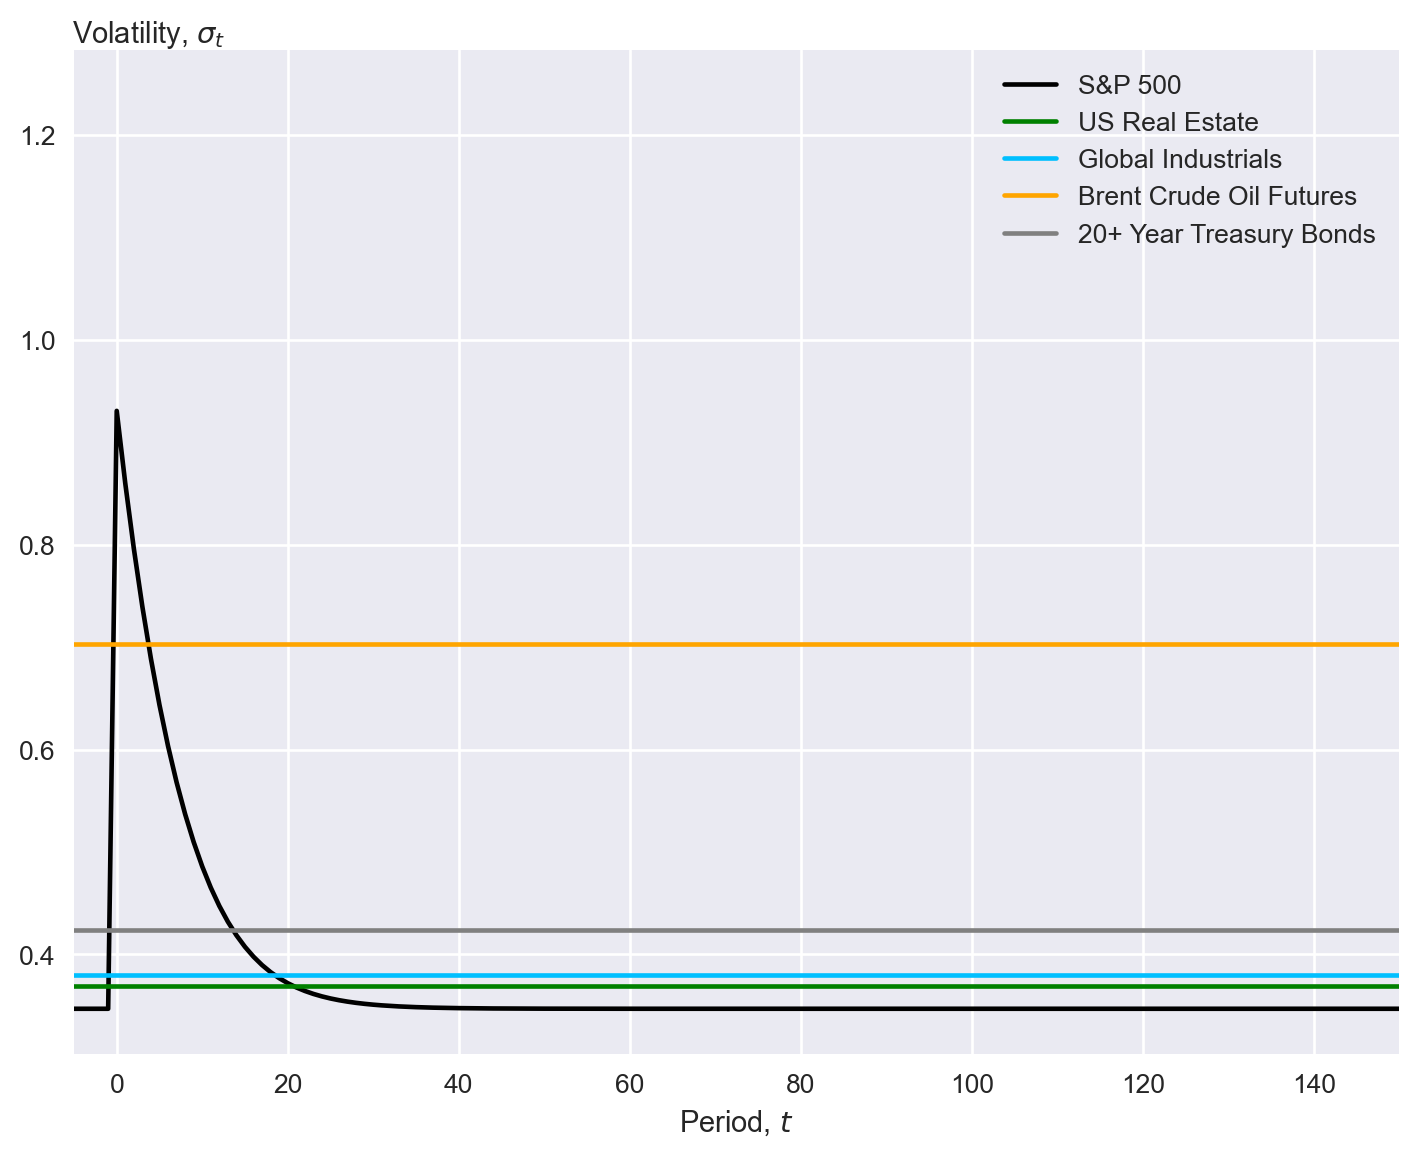 Volatility, σₜ
S&P 500
US Real Estate
Global Industrials
Brent Crude Oil Futures
20+ Year Treasury Bonds
1.2
1.0
0.8
0.6
0.4
0 20 40 60 80 100 120 140
Period, t